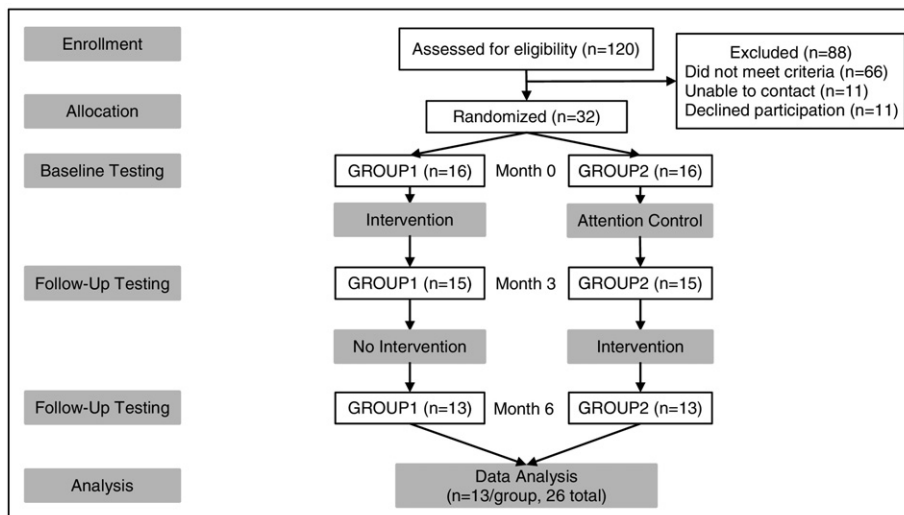 Enrollment
Assessed for eligibility (n=120)
Excluded (n=88)
Did not meet criteria (n=66)
Unable to contact (n=11)
Declined participation (n=11)
Allocation
Randomized (n=32)
Baseline Testing
GROUP1 (n=16)
Month 0
GROUP2 (n=16)
Intervention
Attention Control
Follow-Up Testing
GROUP1 (n=15)
Month 3
GROUP2 (n=15)
No Intervention
Intervention
Follow-Up Testing
GROUP1 (n=13)
Month 6
GROUP2 (n=13)
Analysis
Data Analysis
(n=13/group, 26 total)